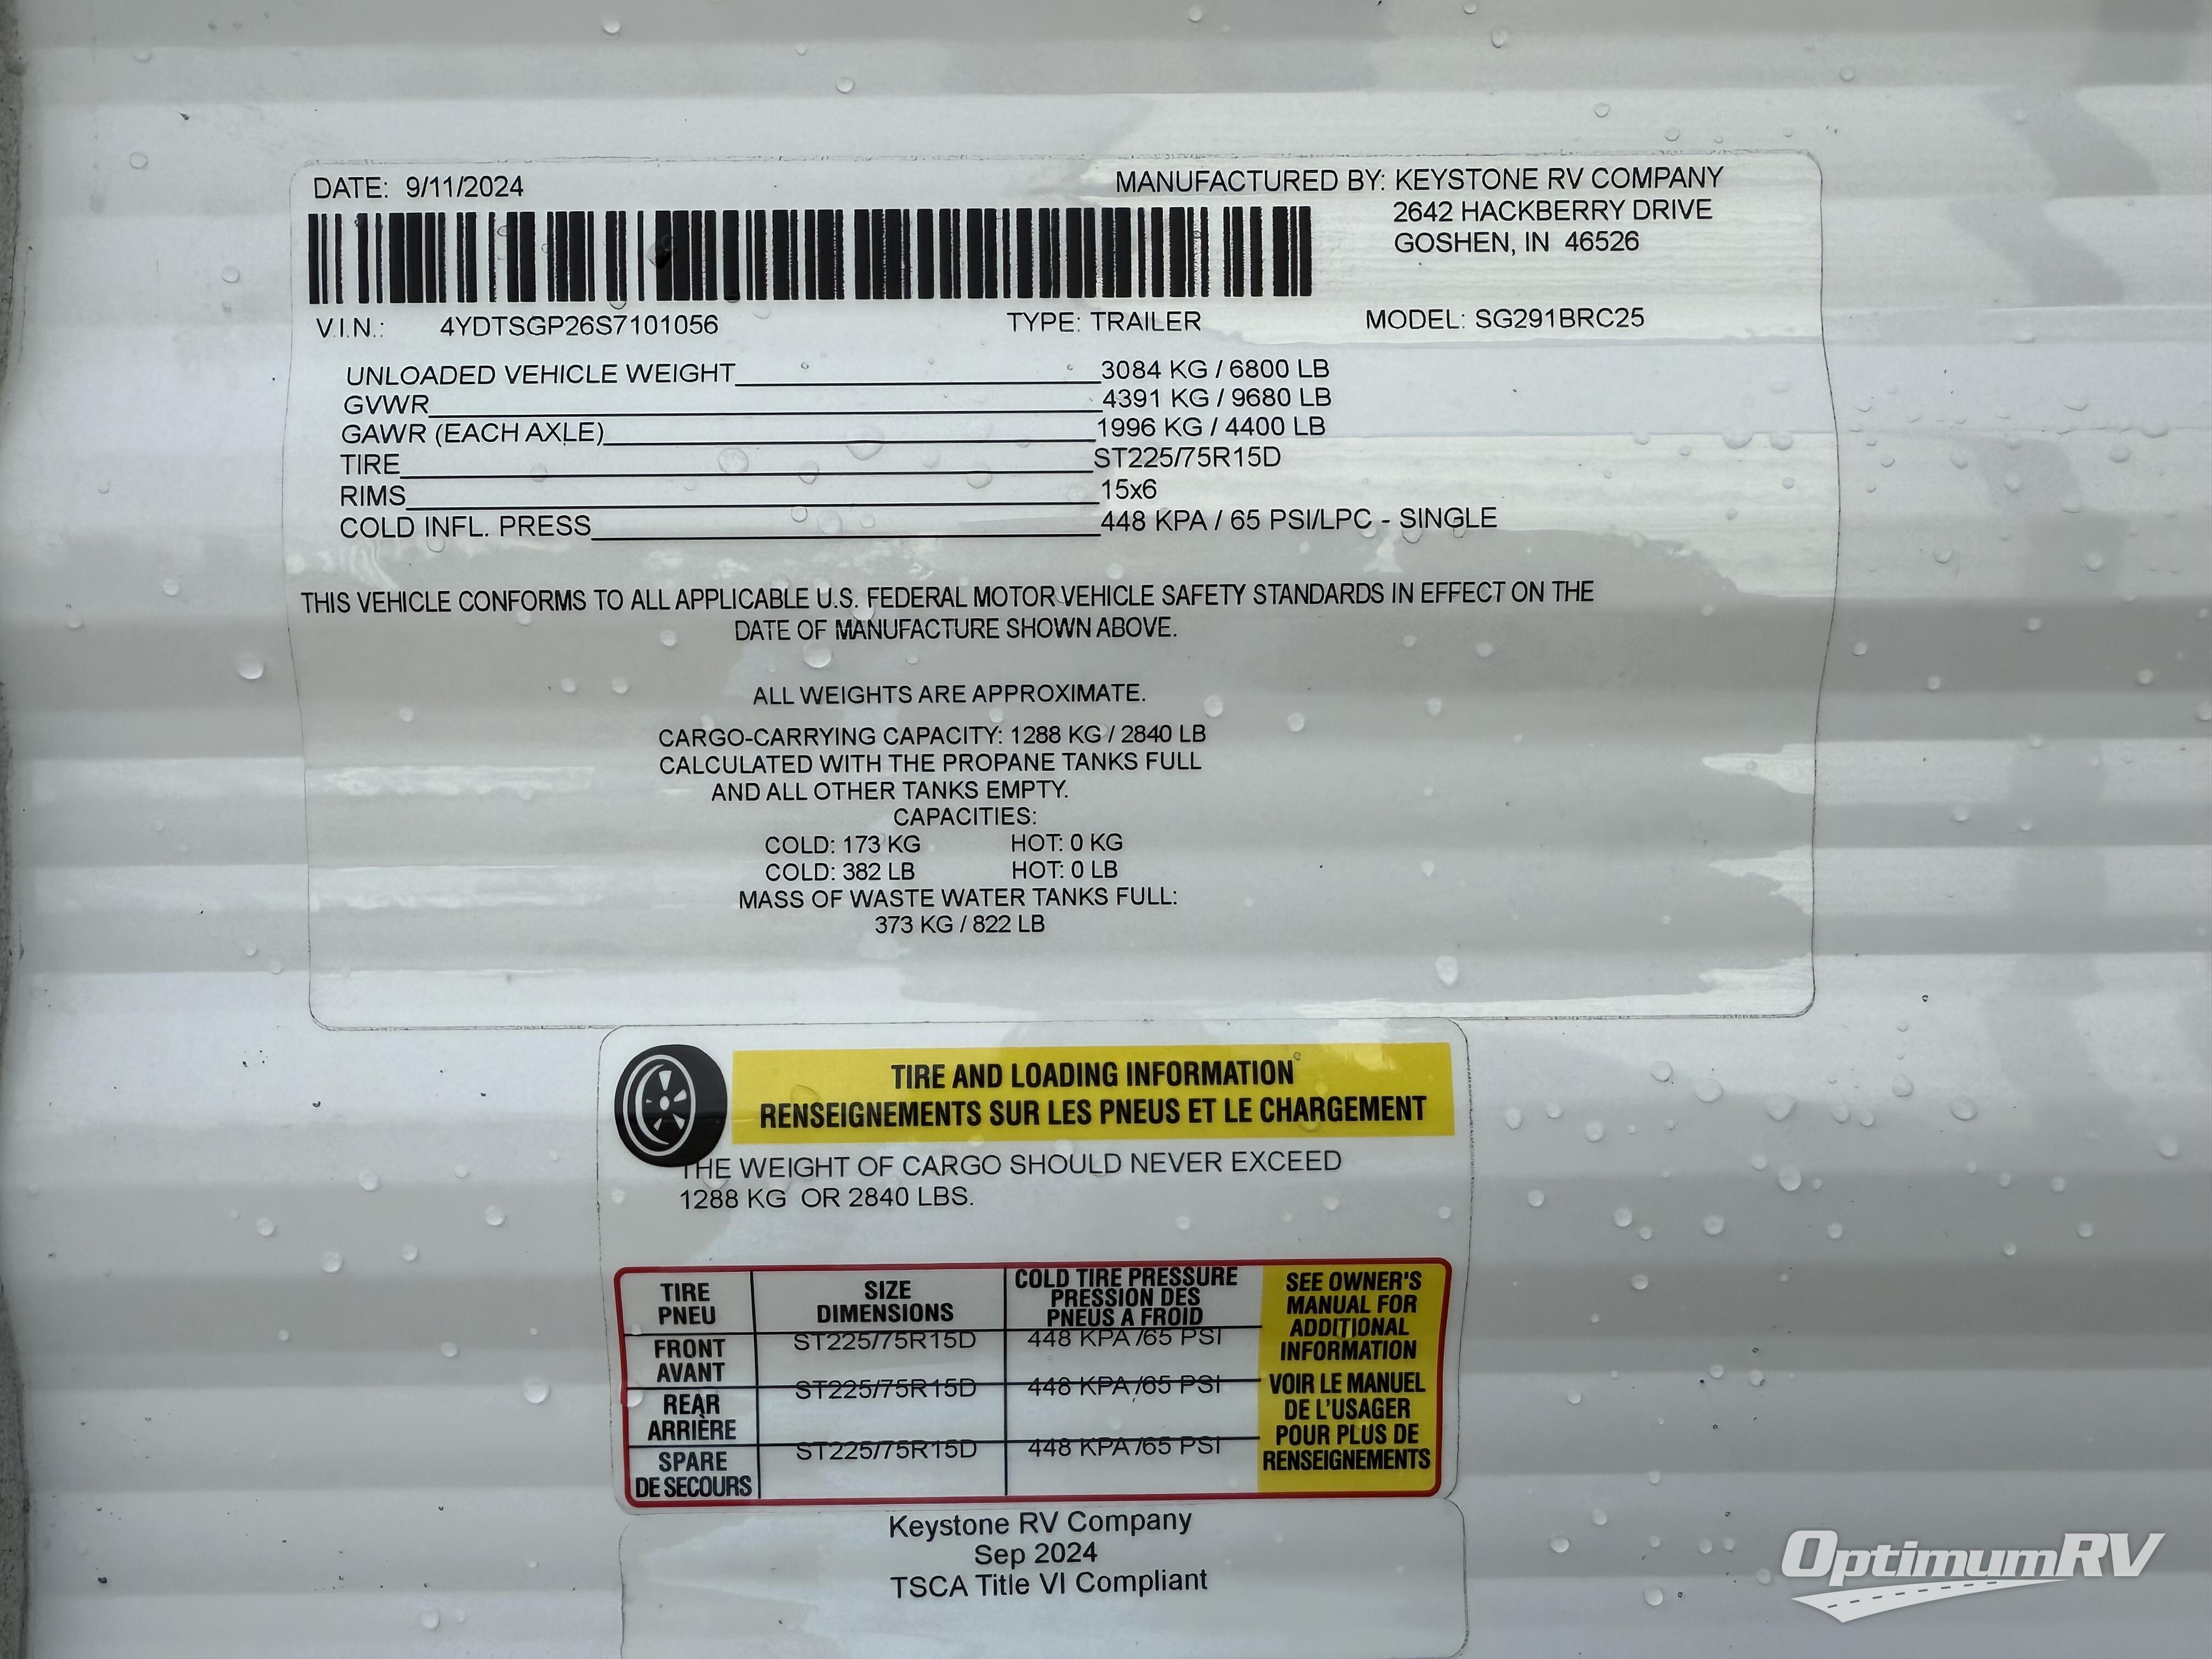 DATE: 9/11/2024
MANUFACTURED BY: KEYSTONE RV COMPANY
2642 HACKBERRY DRIVE
GOSHEN, IN 46526
V.I.N.: 4YDTSGP26S7101056 TYPE: TRAILER MODEL: SG291BRC25
UNLOADED VEHICLE WEIGHT 3084 KG / 6800 LB
GVWR 4391 KG / 9680 LB
GAWR (EACH AXLE) 1996 KG / 4400 LB
TIRE ST225/75R15D
RIMS 15x6
COLD INFL. PRESS 448 KPA / 65 PSI/LPC - SINGLE
THIS VEHICLE CONFORMS TO ALL APPLICABLE U.S. FEDERAL MOTOR VEHICLE SAFETY STANDARDS IN EFFECT ON THE
DATE OF MANUFACTURE SHOWN ABOVE.
ALL WEIGHTS ARE APPROXIMATE.
CARGO-CARRYING CAPACITY: 1288 KG / 2840 LB
CALCULATED WITH THE PROPANE TANKS FULL
AND ALL OTHER TANKS EMPTY.
CAPACITIES:
COLD: 173 KG HOT: 0 KG
COLD: 382 LB HOT: 0 LB
MASS OF WASTE WATER TANKS FULL:
373 KG / 822 LB
TIRE AND LOADING INFORMATION
RENSEIGNEMENTS SUR LES PNEUS ET LE CHARGEMENT
THE WEIGHT OF CARGO SHOULD NEVER EXCEED
1288 KG OR 2840 LBS.
TIRE
PNEU
SIZE
DIMENSIONS
COLD TIRE PRESSURE
PRESSION DES
PNEUS A FROID
FRONT
AVANT
ST225/75R15D
448 KPA /65 PSI
REAR
ARRIÈRE
ST225/75R15D
448 KPA /65 PSI
SPARE
DE SECOURS
ST225/75R15D
448 KPA /65 PSI
SEE OWNER'S
MANUAL FOR
ADDITIONAL
INFORMATION
VOIR LE MANUEL
DE L'USAGER
POUR PLUS DE
RENSEIGNEMENTS
Keystone RV Company
Sep 2024
TSCA Title VI Compliant
OptimumRV